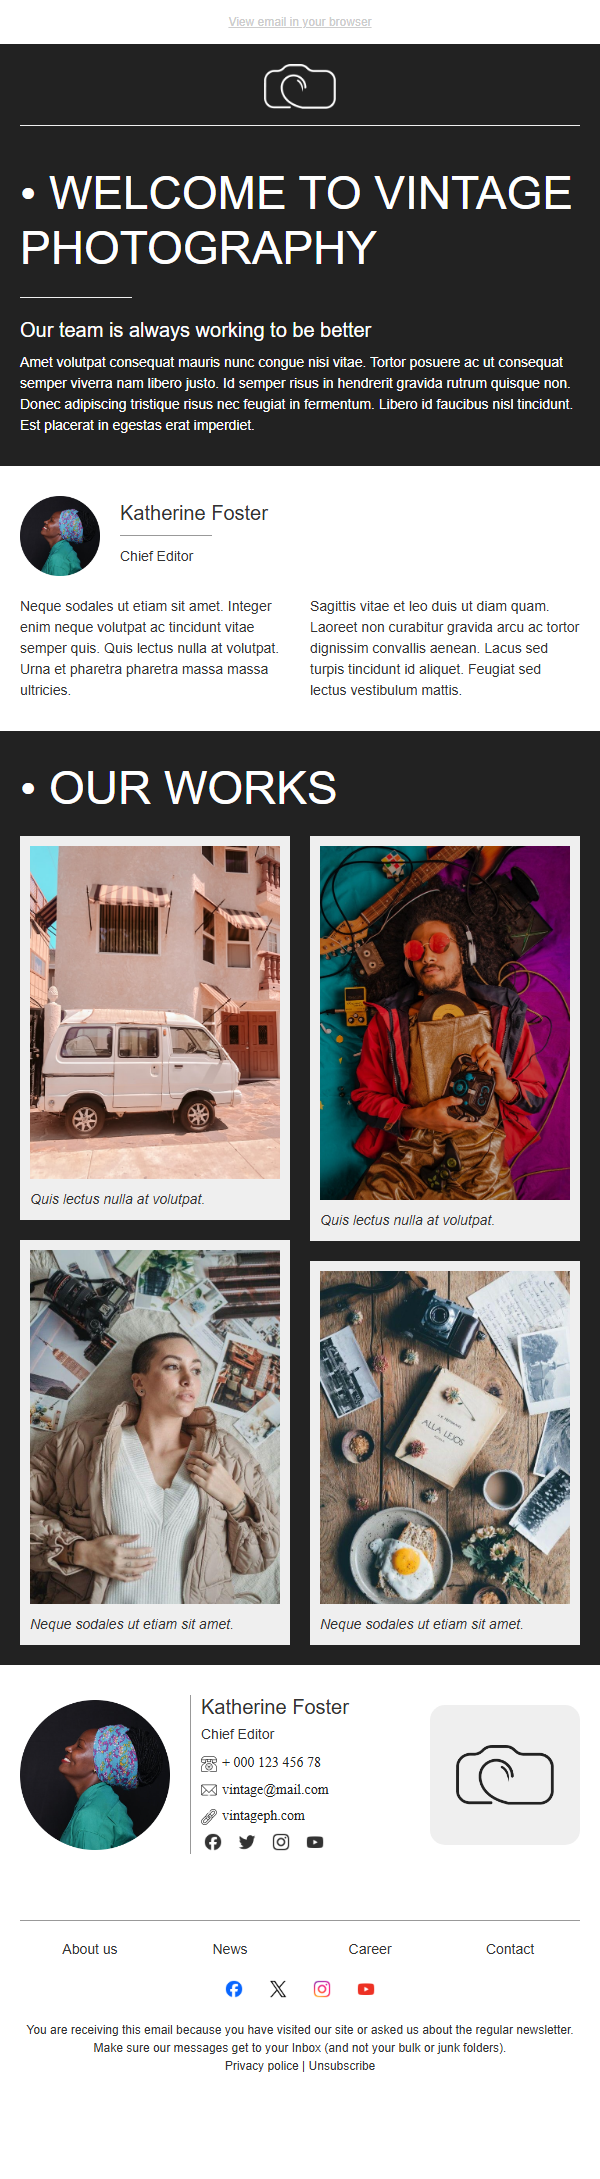 View email in your browser
• WELCOME TO VINTAGE
PHOTOGRAPHY
Our team is always working to be better
Amet volutpat consequat mauris nunc congue nisi vitae. Tortor posuere ac ut consequat
semper viverra nam libero justo. Id semper risus in hendrerit gravida rutrum quisque non.
Donec adipiscing tristique risus nec feugiat in fermentum. Libero id faucibus nisl tincidunt.
Est placerat in egestas erat imperdiet.
Katherine Foster
Chief Editor
Neque sodales ut etiam sit amet. Integer
enim neque volutpat ac tincidunt vitae
semper quis. Quis lectus nulla at volutpat.
Urna et pharetra pharetra massa massa
ultricies.
Sagittis vitae et leo duis ut diam quam.
Laoreet non curabitur gravida arcu ac tortor
dignissim convallis aenean. Lacus sed
turpis tincidunt id aliquet. Feugiat sed
lectus vestibulum mattis.
• OUR WORKS
Quis lectus nulla at volutpat.
Quis lectus nulla at volutpat.
ALLA LEJOS
Neque sodales ut etiam sit amet.
Neque sodales ut etiam sit amet.
Katherine Foster
Chief Editor
+ 000 123 456 78
vintage@mail.com
vintageph.com
About us
News
Career
Contact
You are receiving this email because you have visited our site or asked us about the regular newsletter.
Make sure our messages get to your Inbox (and not your bulk or junk folders).
Privacy police | Unsubscribe